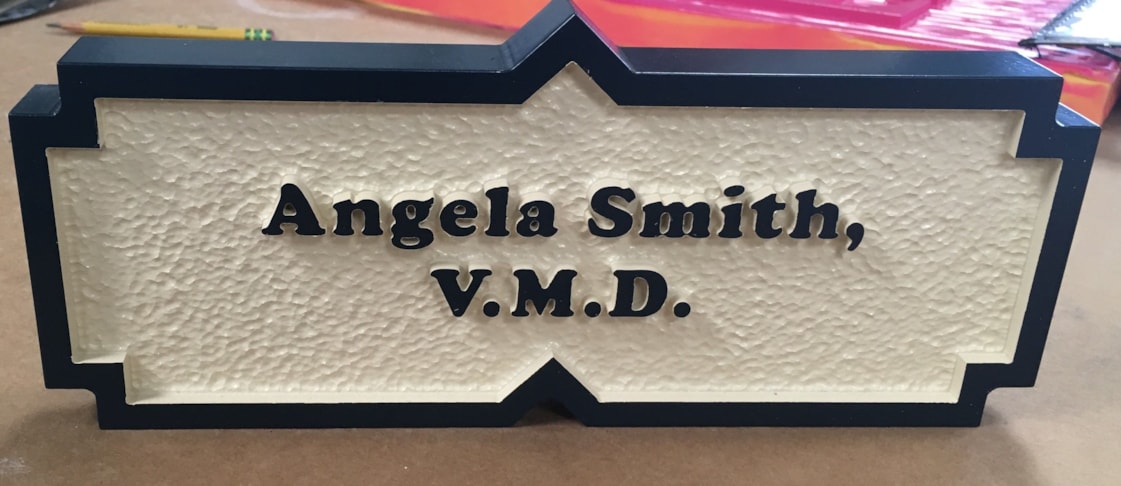 Angela Smith,
V.M.D.